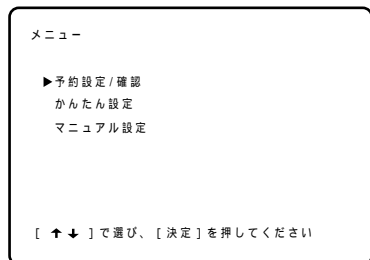 メニュー
▶予約設定/確認
かんたん設定
マニュアル設定
[ ↑↓ ]で選び、[決定]を押してください